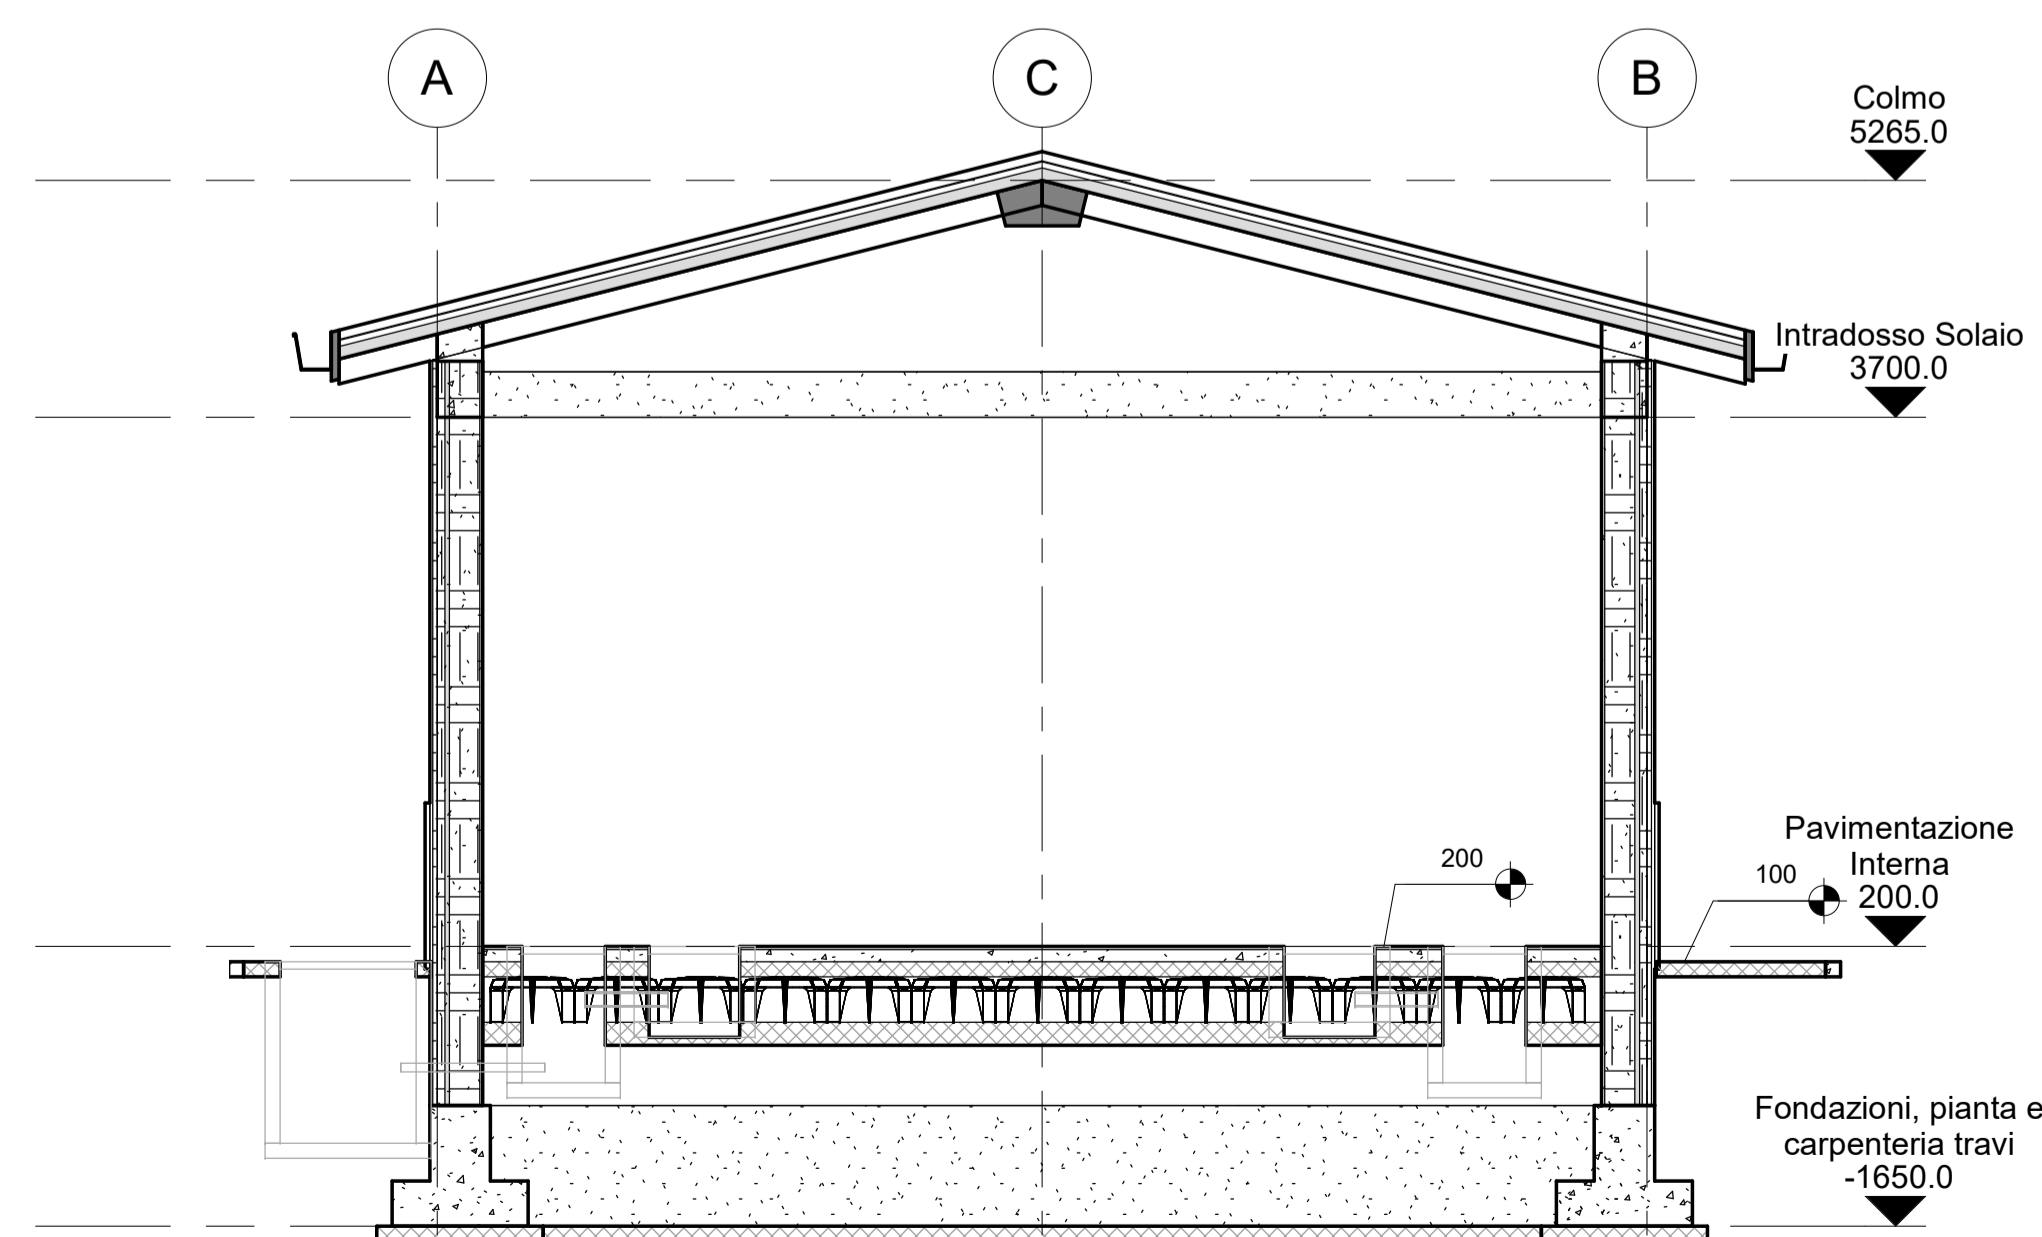 A
C
B
Colmo
5265.0
Intradosso Solaio
3700.0
Pavimentazione
Interna
200.0
200
100
Fondazioni, pianta e
carpenteria travi
-1650.0